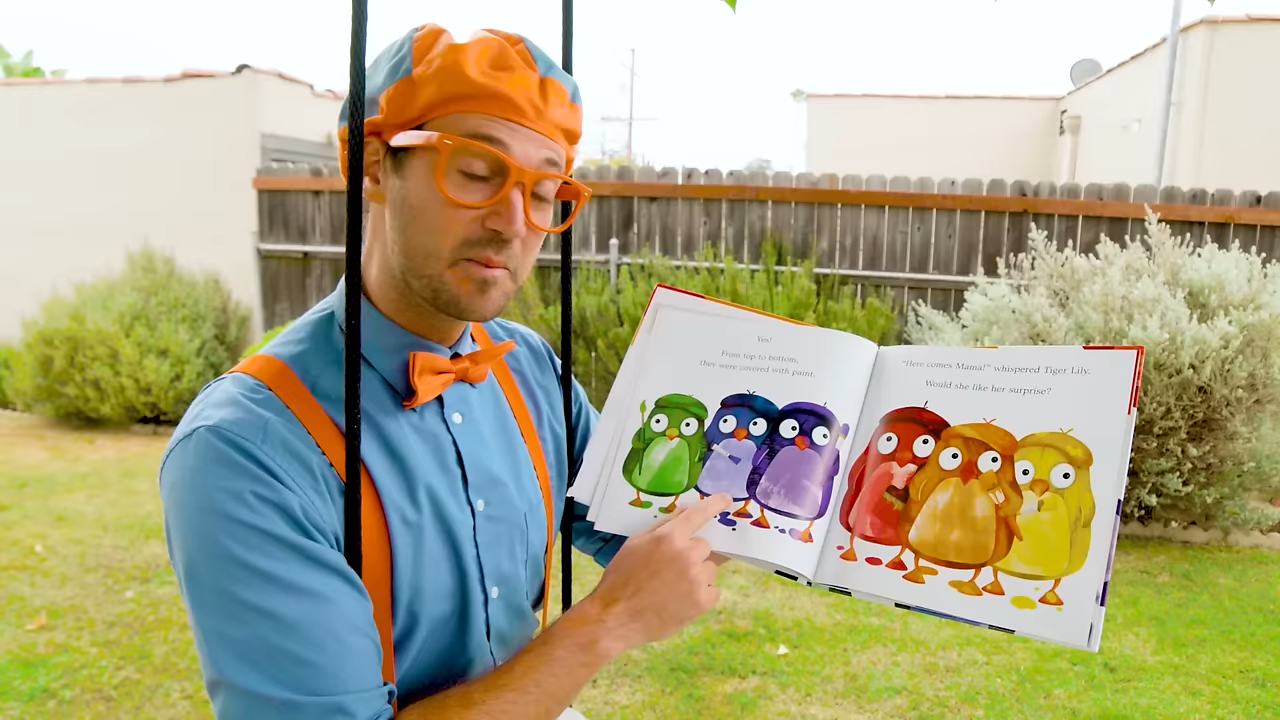 Yes!
From top to bottom,
they were covered with paint.
"Here comes Mama!" whispered Tiger Lily.
Would she like her surprise?